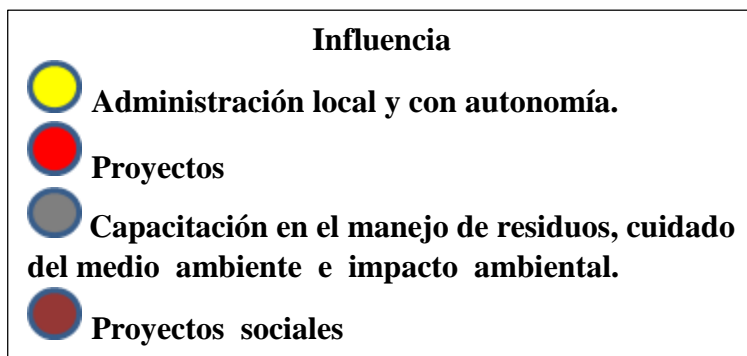 Influencia
Administración local y con autonomía.
Proyectos
Capacitación en el manejo de residuos, cuidado
del medio ambiente e impacto ambiental.
Proyectos sociales